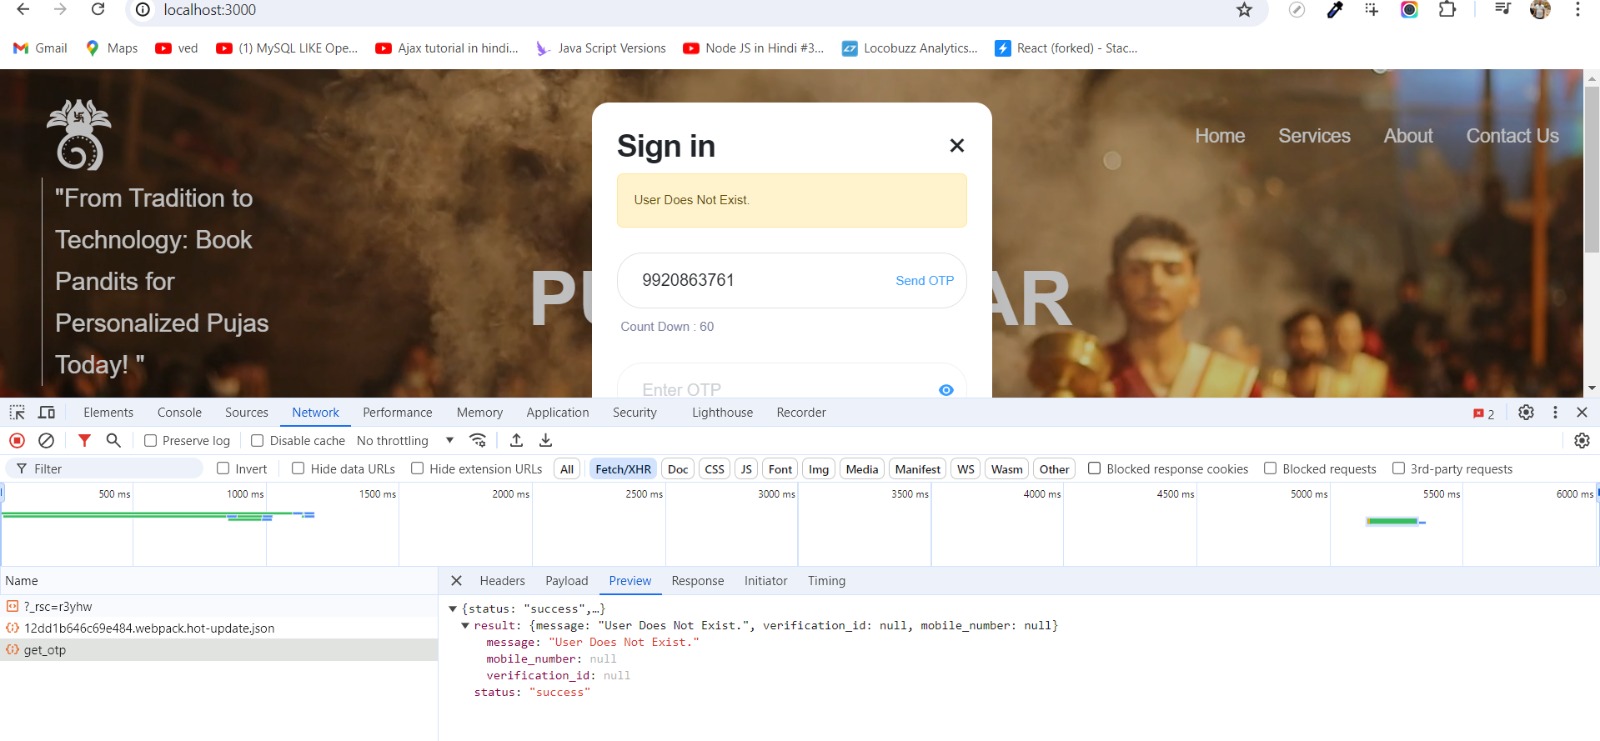 localhost:3000
Gmail Maps ved (1) MySQL LIKE Ope... Ajax tutorial in hindi... Java Script Versions Node JS in Hindi #3... Locobuzz Analytics... React (forked) - Stac...
Home Services About Contact Us
"From Tradition to
Technology: Book
Pandits for
Personalized Pujas
Today! "
PU
AR
Sign in
User Does Not Exist.
9920863761 Send OTP
Count Down : 60
Enter OTP
Elements Console Sources Network Performance Memory Application Security Lighthouse Recorder 2
Preserve log Disable cache No throttling
Filter Invert Hide data URLs Hide extension URLs All Fetch/XHR Doc CSS JS Font Img Media Manifest WS Wasm Other Blocked response cookies Blocked requests 3rd-party requests
500 ms 1000 ms 1500 ms 2000 ms 2500 ms 3000 ms 3500 ms 4000 ms 4500 ms 5000 ms 5500 ms 6000 ms
Name
?_rsc=r3yhw
12dd1b646c69e484.webpack.hot-update.json
get_otp
Headers Payload Preview Response Initiator Timing
{status: "success",…}
result: {message: "User Does Not Exist.", verification_id: null, mobile_number: null}
message: "User Does Not Exist."
mobile_number: null
verification_id: null
status: "success"